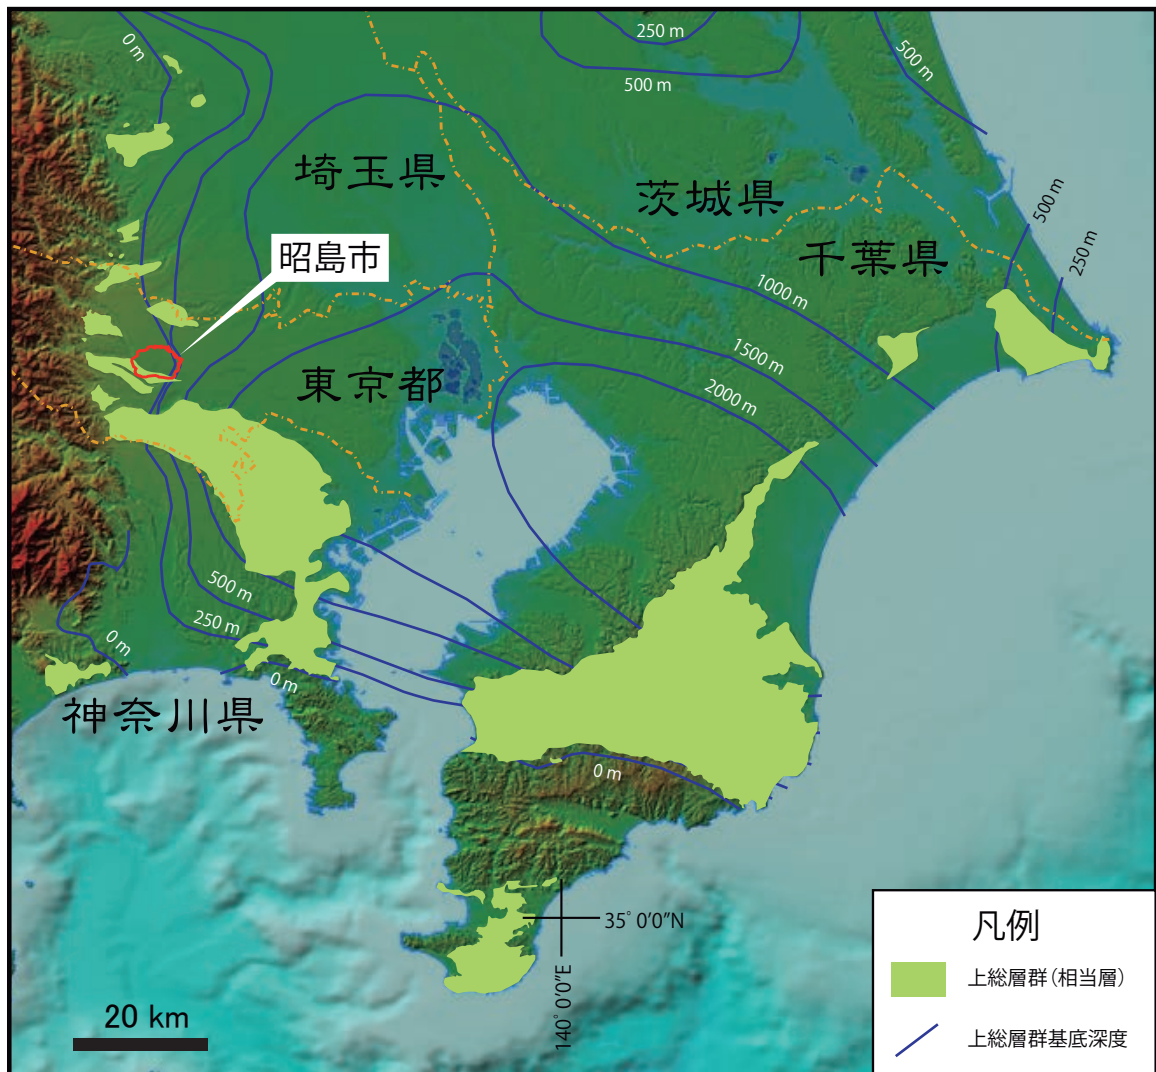 0 m
250 m
500 m
500 m
埼玉県
茨城県
500 m
250 m
昭島市
千葉県
1000 m
1500 m
東京都
2000 m
500 m
250 m
0 m
0 m
神奈川県
0 m
35° 0'0"N
140° 0'0"E
20 km
凡例
上総層群(相当層)
上総層群基底深度